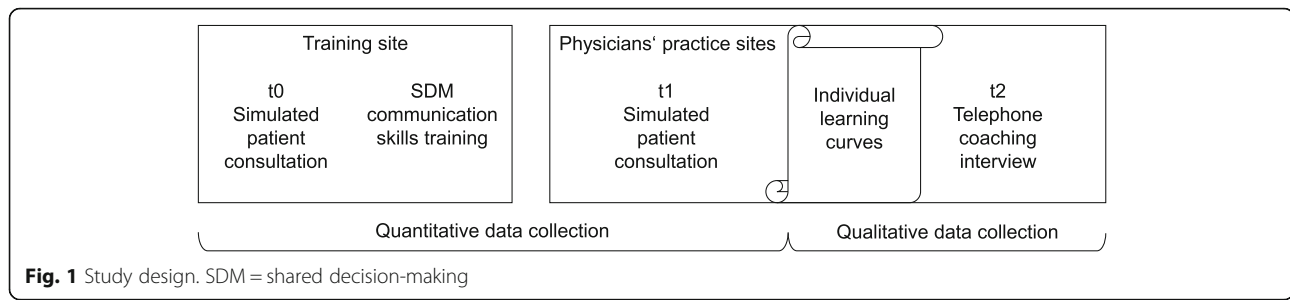 Training site
t0
Simulated
patient
consultation
SDM
communication
skills training
Physicians‘ practice sites
t1
Simulated
patient
consultation
Individual
learning
curves
t2
Telephone
coaching
interview
Quantitative data collection
Qualitative data collection
Fig. 1 Study design. SDM = shared decision-making